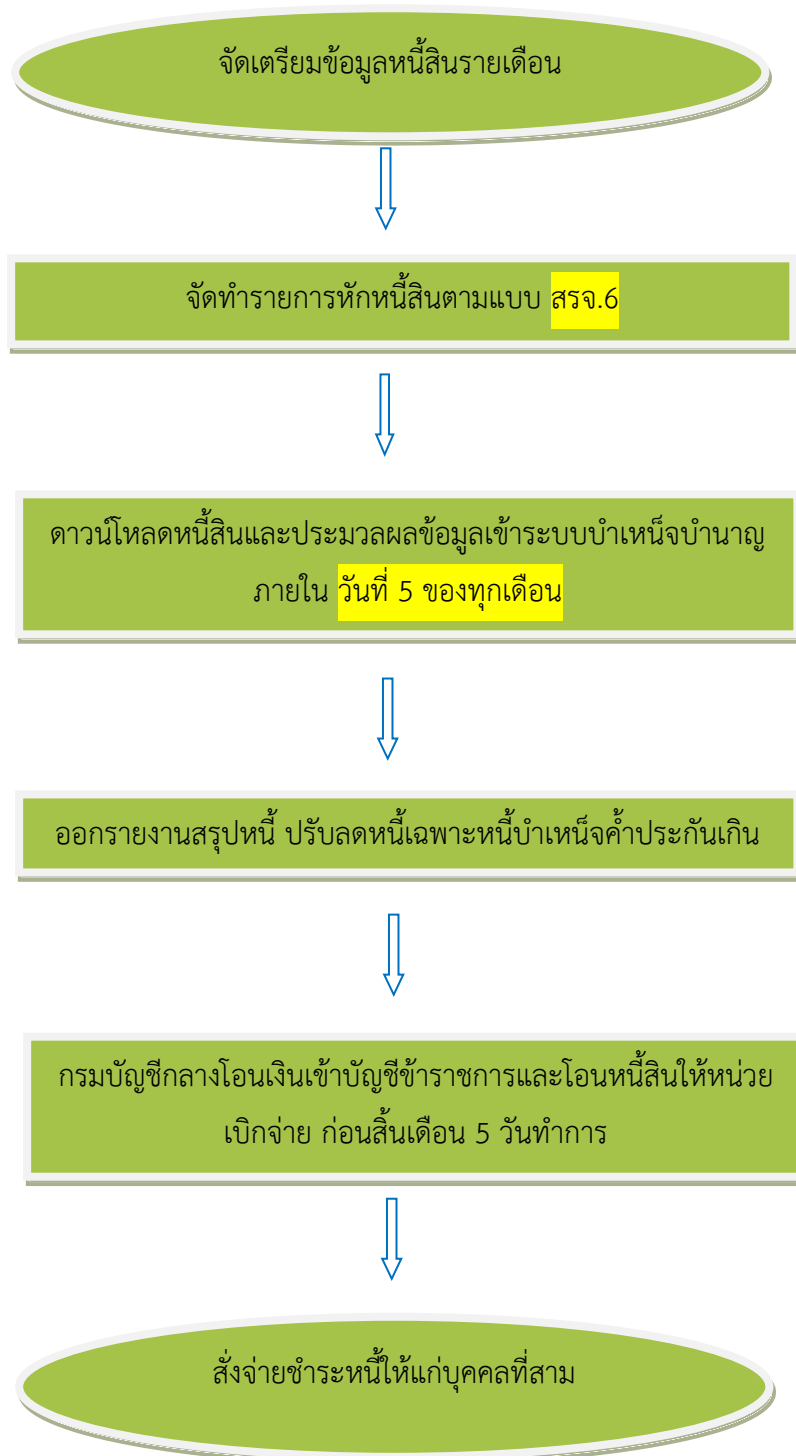 จัดเตรียมข้อมูลหนี้สินรายเดือน
จัดทำรายการหักหนี้สินตามแบบ สรจ.6
ดาวน์โหลดหนี้สินและประมวลผลข้อมูลเข้าระบบบำเหน็จบำนาญ
ภายใน วันที่ 5 ของทุกเดือน
ออกรายงานสรุปหนี้ ปรับลดหนี้เฉพาะหนี้บำเหน็จค้ำประกันเกิน
กรมบัญชีกลางโอนเงินเข้าบัญชีข้าราชการและโอนหนี้สินให้หน่วย
เบิกจ่าย ก่อนสิ้นเดือน 5 วันทำการ
สั่งจ่ายชำระหนี้ให้แก่บุคคลที่สาม